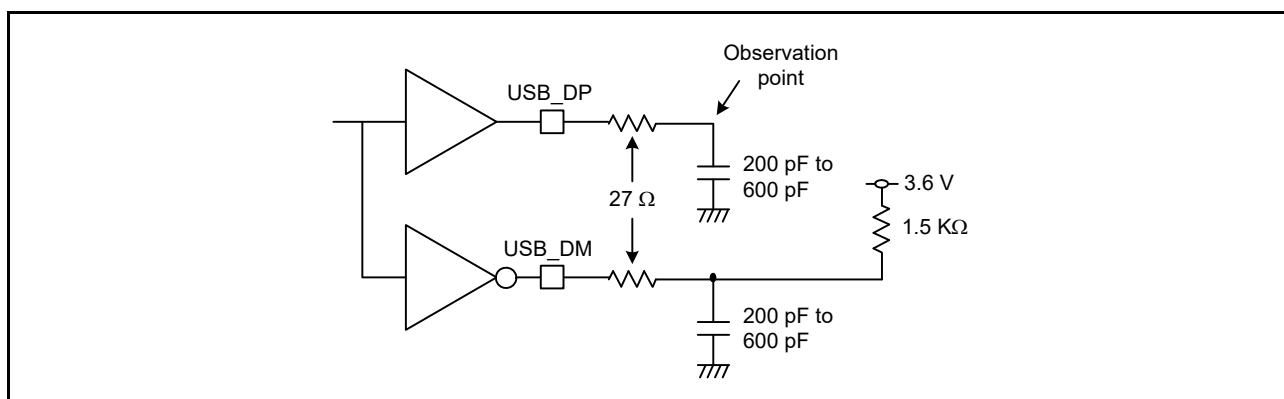 Observation
point
USB_DP
200 pF to
600 pF
3.6 V
27 Ω
1.5 KΩ
USB_DM
200 pF to
600 pF